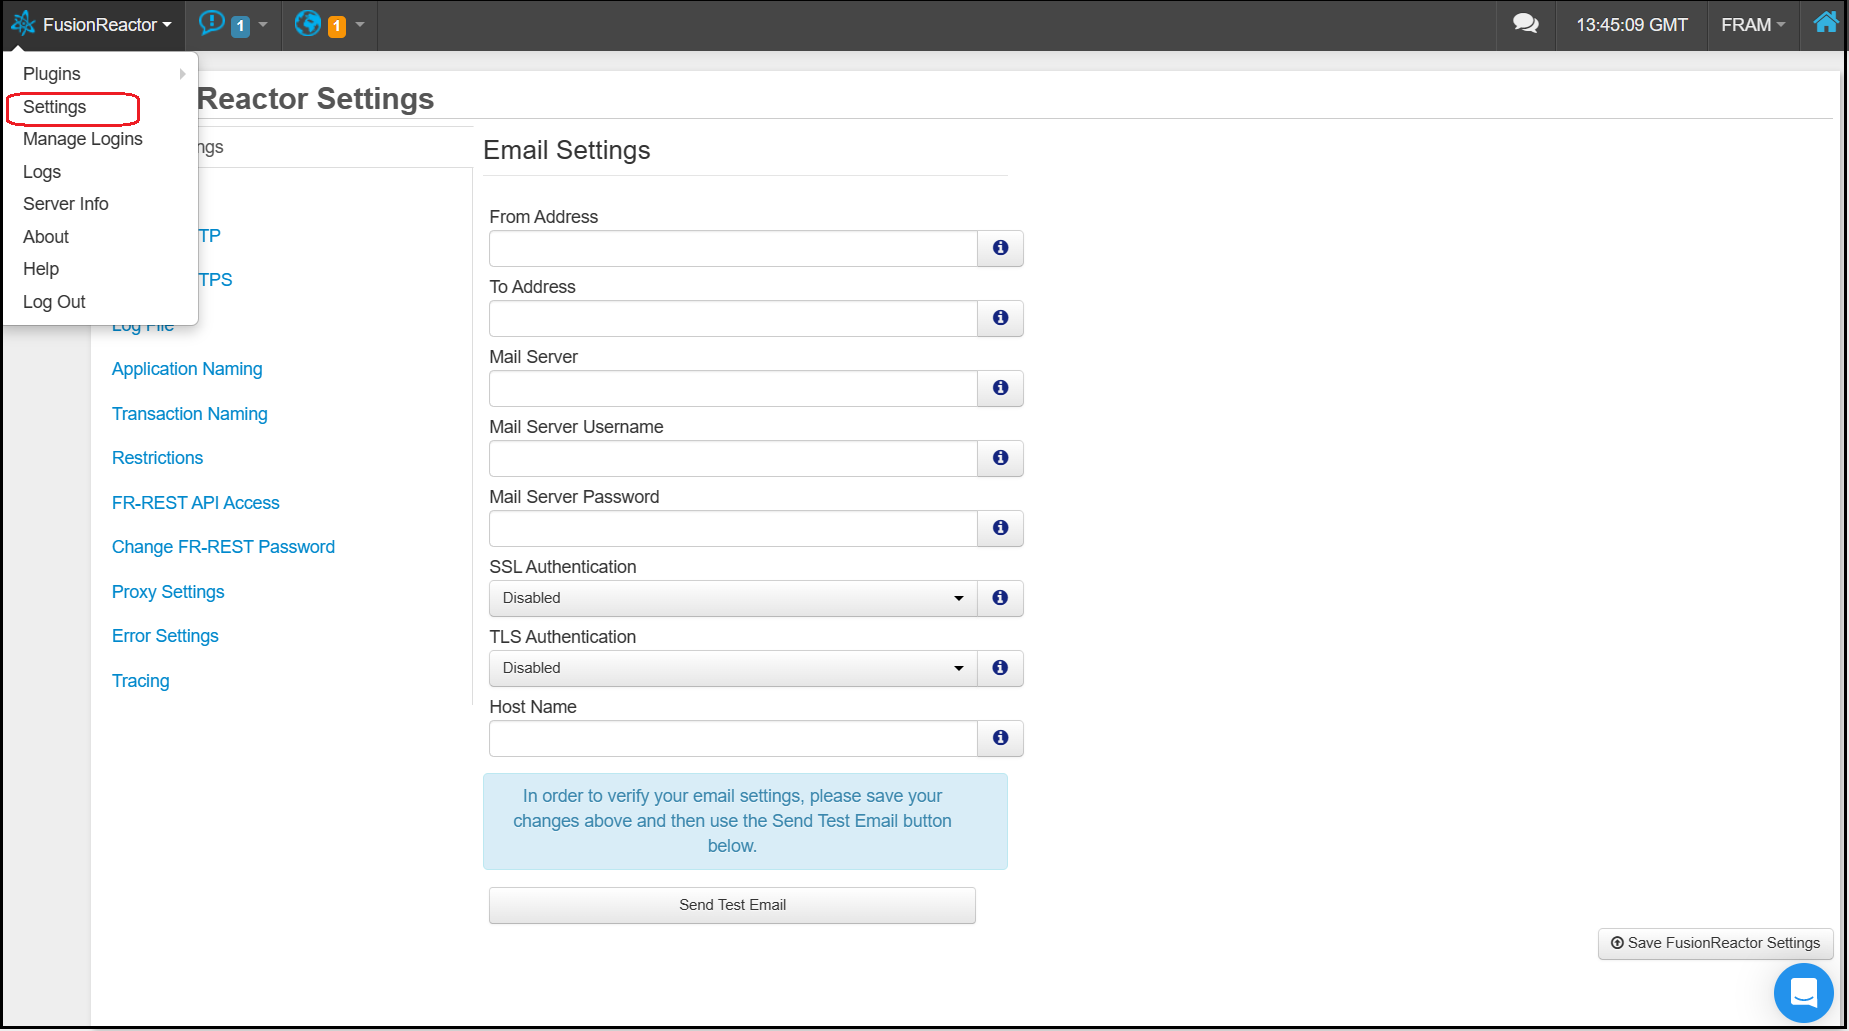 FusionReactor
1
1
13:45:09 GMT
FRAM
Plugins
Settings
Manage Logins
Logs
Server Info
About
Help
Log Out
Reactor Settings
ngs
TP
TPS
Log File
Application Naming
Transaction Naming
Restrictions
FR-REST API Access
Change FR-REST Password
Proxy Settings
Error Settings
Tracing
Email Settings
From Address
To Address
Mail Server
Mail Server Username
Mail Server Password
SSL Authentication
Disabled
TLS Authentication
Disabled
Host Name
In order to verify your email settings, please save your
changes above and then use the Send Test Email button
below.
Send Test Email
Save FusionReactor Settings